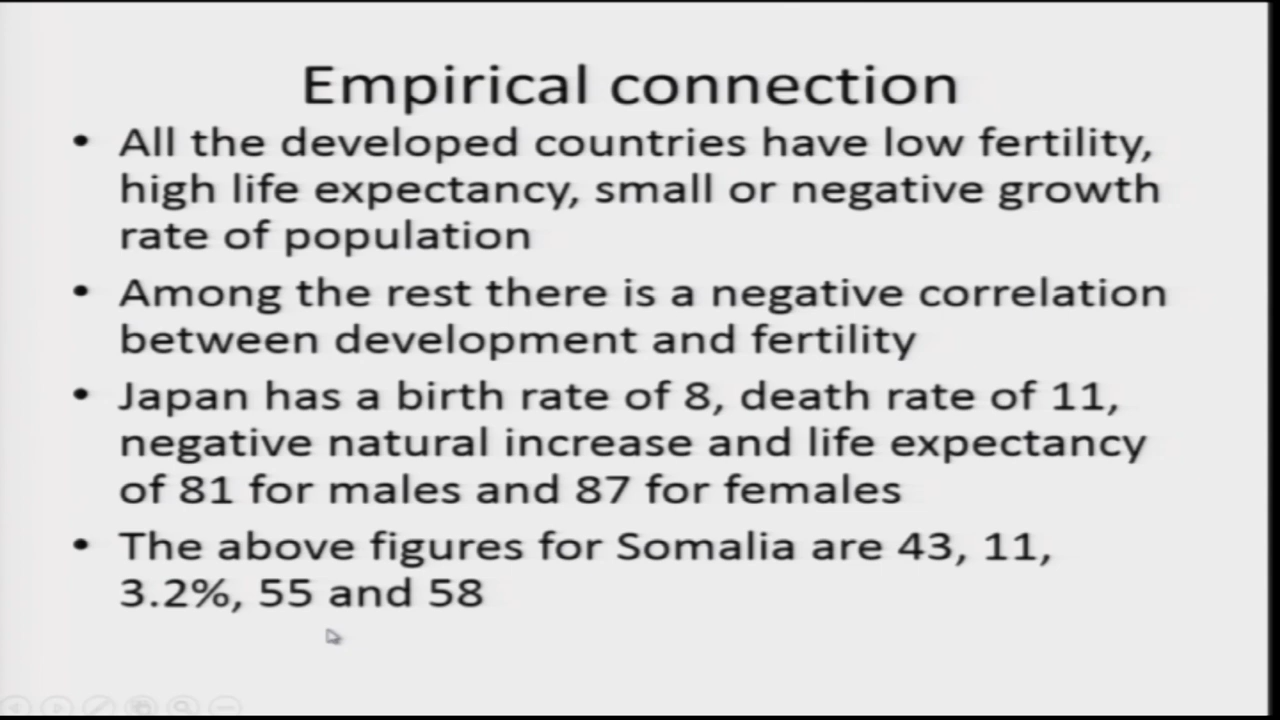 Empirical connection
• All the developed countries have low fertility,
high life expectancy, small or negative growth
rate of population
• Among the rest there is a negative correlation
between development and fertility
• Japan has a birth rate of 8, death rate of 11,
negative natural increase and life expectancy
of 81 for males and 87 for females
• The above figures for Somalia are 43, 11,
3.2%, 55 and 58